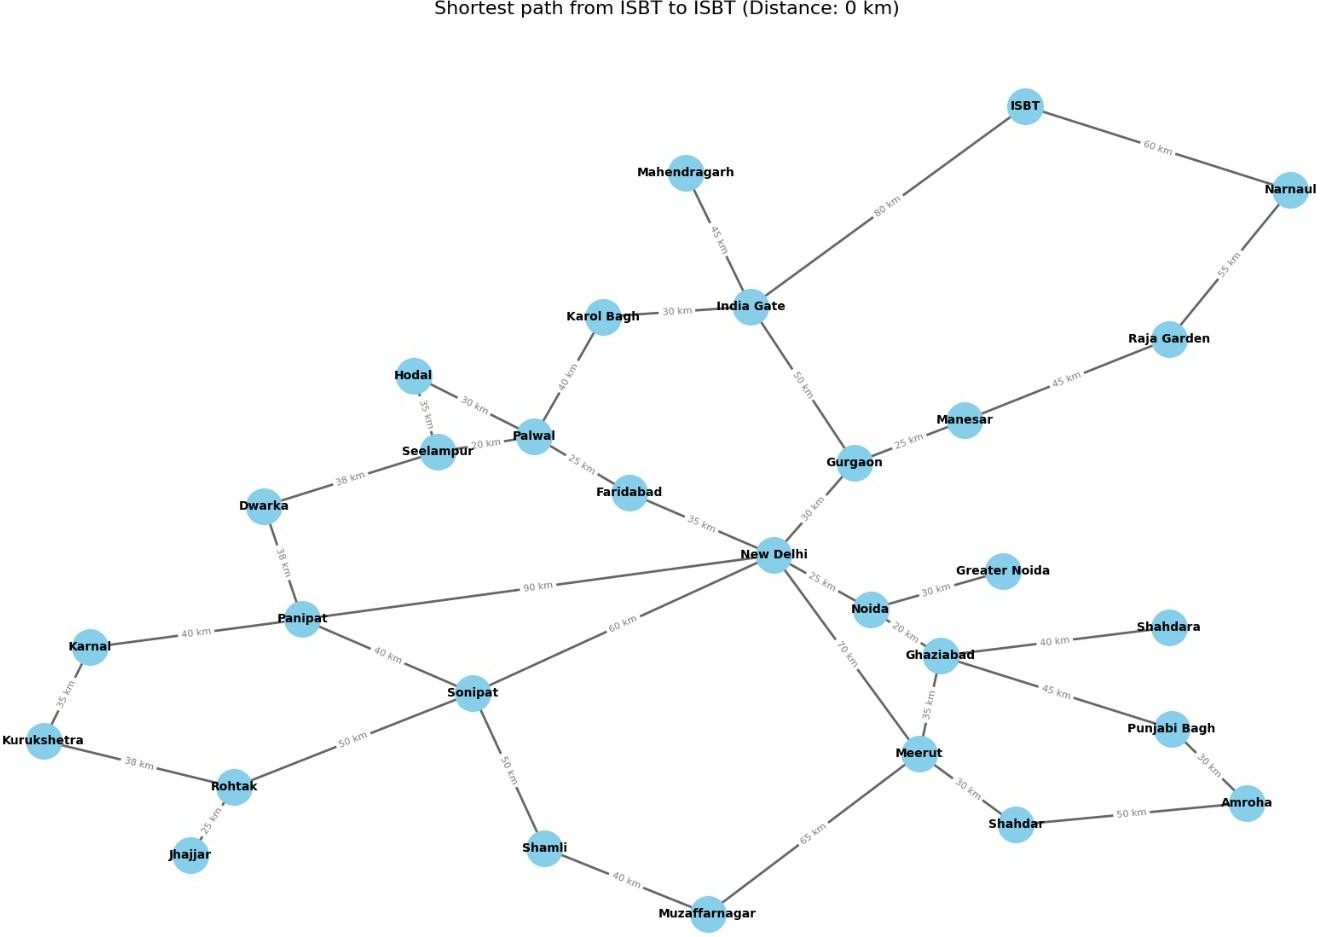 Shortest path from ISBT to ISBT (Distance: 0 km)
ISBT
60 km
Mahendragarh
Narnaul
80 km
45 km
55 km
India Gate
30 km
Karol Bagh
Raja Garden
Hodal
40 km
50 km
45 km
30 km
35 km
Manesar
Palwal
20 km
25 km
Seelampur
Gurgaon
25 km
38 km
Faridabad
Dwarka
30 km
35 km
New Delhi
38 km
Greater Noida
25 km
90 km
30 km
Noida
Panipat
60 km
Shahdara
20 km
40 km
40 km
Karnal
40 km
70 km
Ghaziabad
45 km
35 km
Sonipat
35 km
Punjabi Bagh
Kurukshetra
50 km
Meerut
38 km
30 km
50 km
Rohtak
30 km
Amroha
50 km
25 km
Shahdar
65 km
Shamli
Jhajjar
40 km
Muzaffarnagar